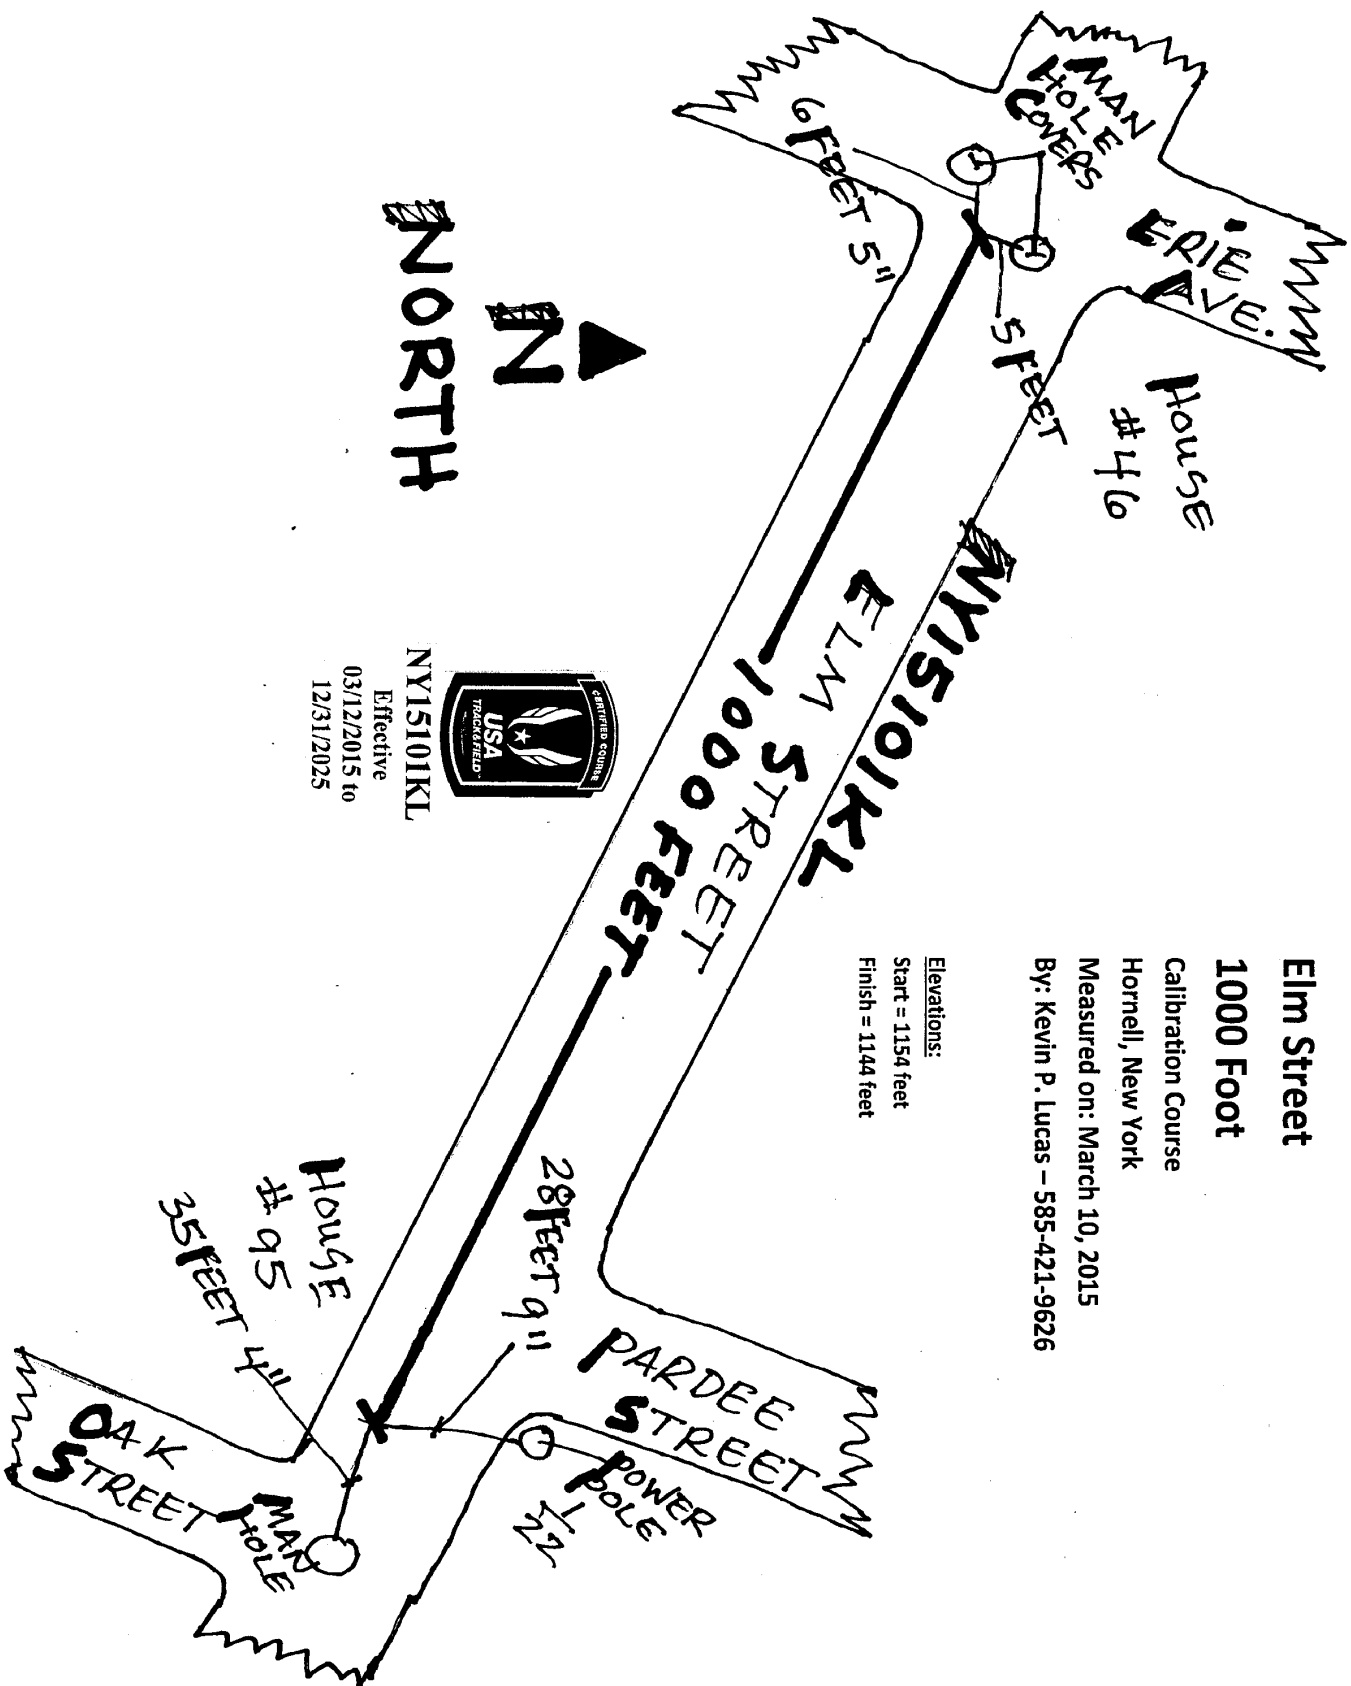 Elm Street
1000 Foot
Calibration Course
Hornell, New York
Measured on: March 10, 2015
By: Kevin P. Lucas – 585-421-9626
Elevations:
Start = 1154 feet
Finish = 1144 feet
MAN
HOLE
COVERS
ERIE
AVE.
HOUSE
#46
5 FEET
6 FEET 5"
NY15101KL
ELM STREET
1000 FEET
N
NORTH
CERTIFIED COURSE
USA
TRACK & FIELD
NY15101KL
Effective
03/12/2015 to
12/31/2025
PARDEE
STREET
POWER
POLE
1
22
28 FEET 9"
HOUSE
#95
35 FEET 4"
OAK
STREET
MAN
HOLE